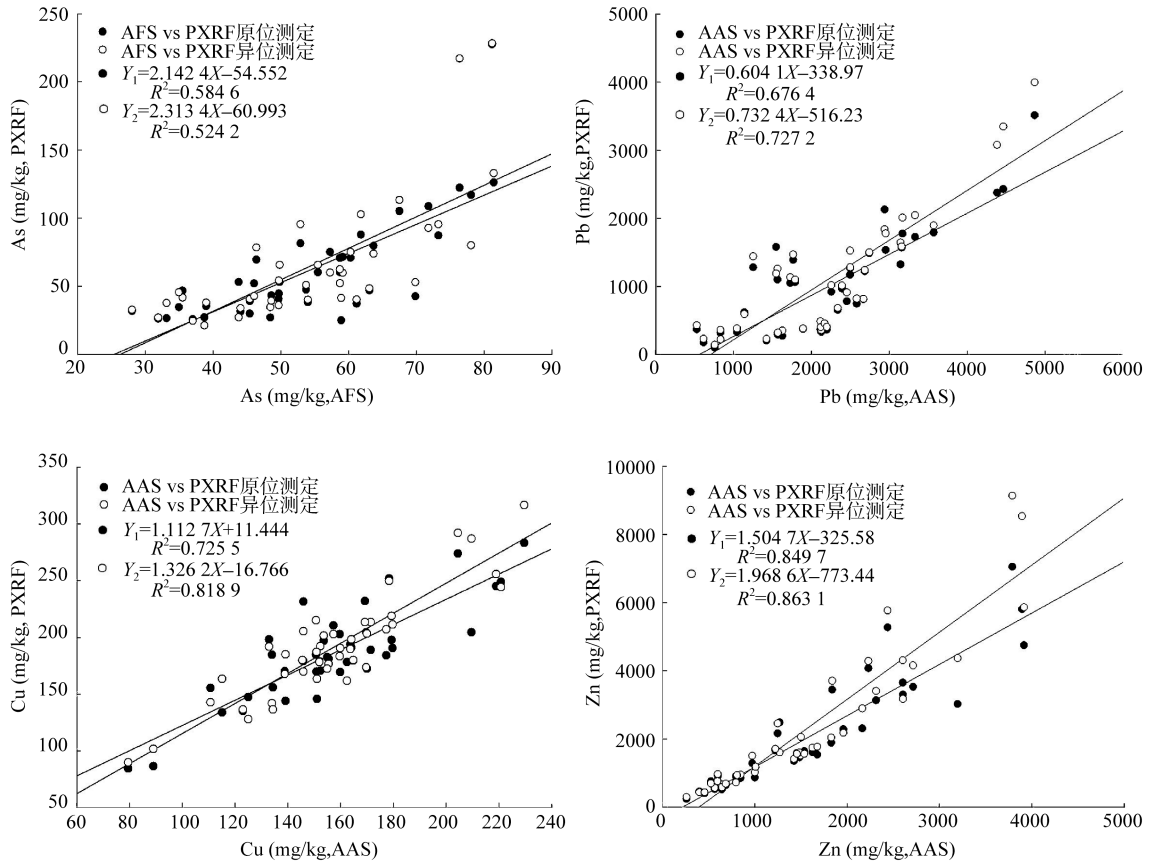 250
200
150
100
50
0
As (mg/kg, PXRF)
AFS vs PXRF原位测定
AFS vs PXRF异位测定
Y₁=2.142 4X–54.552
R²=0.584 6
Y₂=2.313 4X–60.993
R²=0.524 2
20 30 40 50 60 70 80 90
As (mg/kg,AFS)
5000
4000
3000
2000
1000
0
Pb (mg/kg,PXRF)
AAS vs PXRF原位测定
AAS vs PXRF异位测定
Y₁=0.604 1X–338.97
R²=0.676 4
Y₂=0.732 4X–516.23
R²=0.727 2
0 1000 2000 3000 4000 5000 6000
Pb (mg/kg,AAS)
350
300
250
200
150
100
50
Cu (mg/kg, PXRF)
AAS vs PXRF原位测定
AAS vs PXRF异位测定
Y₁=1.112 7X+11.444
R²=0.725 5
Y₂=1.326 2X–16.766
R²=0.818 9
60 80 100 120 140 160 180 200 220 240
Cu (mg/kg,AAS)
10000
8000
6000
4000
2000
0
Zn (mg/kg,PXRF)
AAS vs PXRF原位测定
AAS vs PXRF异位测定
Y₁=1.504 7X–325.58
R²=0.849 7
Y₂=1.968 6X–773.44
R²=0.863 1
0 1000 2000 3000 4000 5000
Zn (mg/kg,AAS)